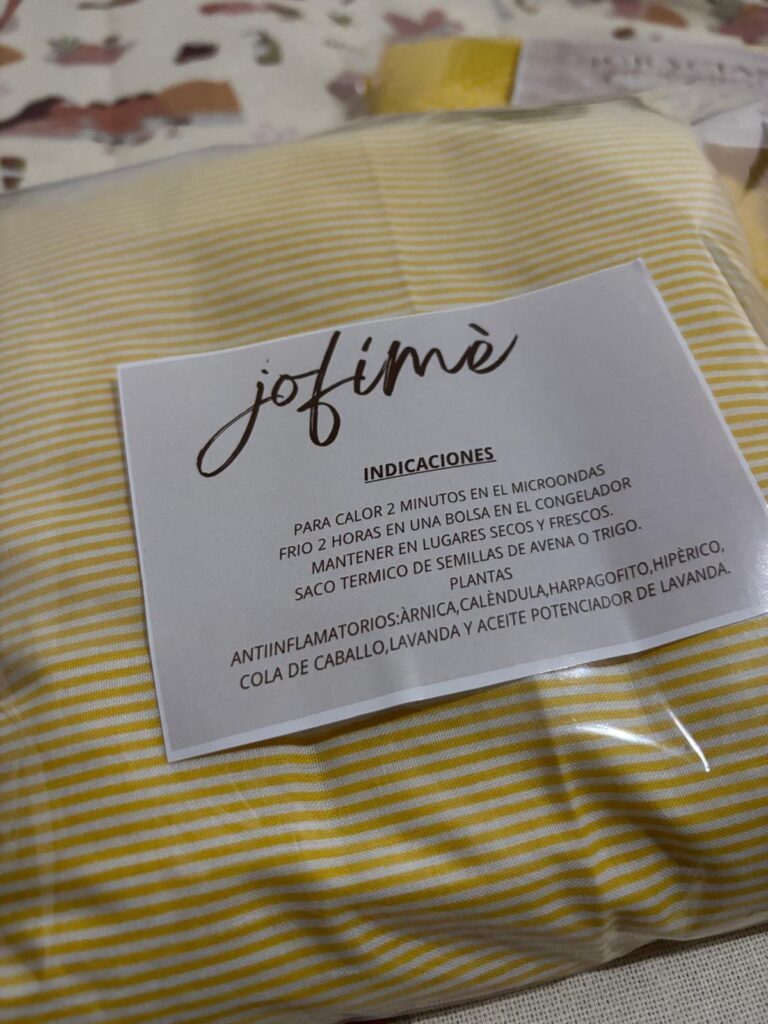 jofimè
INDICACIONES
PARA CALOR 2 MINUTOS EN EL MICROONDAS
FRIO 2 HORAS EN UNA BOLSA EN EL CONGELADOR
MANTENER EN LUGARES SECOS Y FRESCOS.
SACO TERMICO DE SEMILLAS DE AVENA O TRIGO.
PLANTAS
ANTIINFLAMATORIOS:ÀRNICA,CALÈNDULA,HARPAGOFITO,HIPÈRICO,
COLA DE CABALLO,LAVANDA Y ACEITE POTENCIADOR DE LAVANDA.